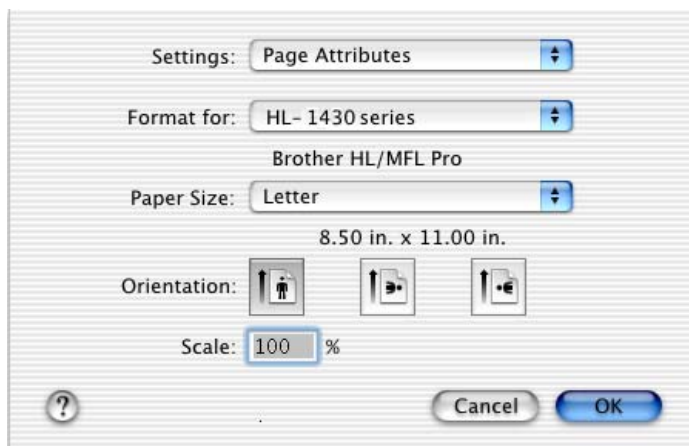 Settings: Page Attributes
Format for: HL- 1430 series
Brother HL/MFL Pro
Paper Size: Letter
8.50 in. x 11.00 in.
Orientation:
Scale: 100 %
? Cancel OK